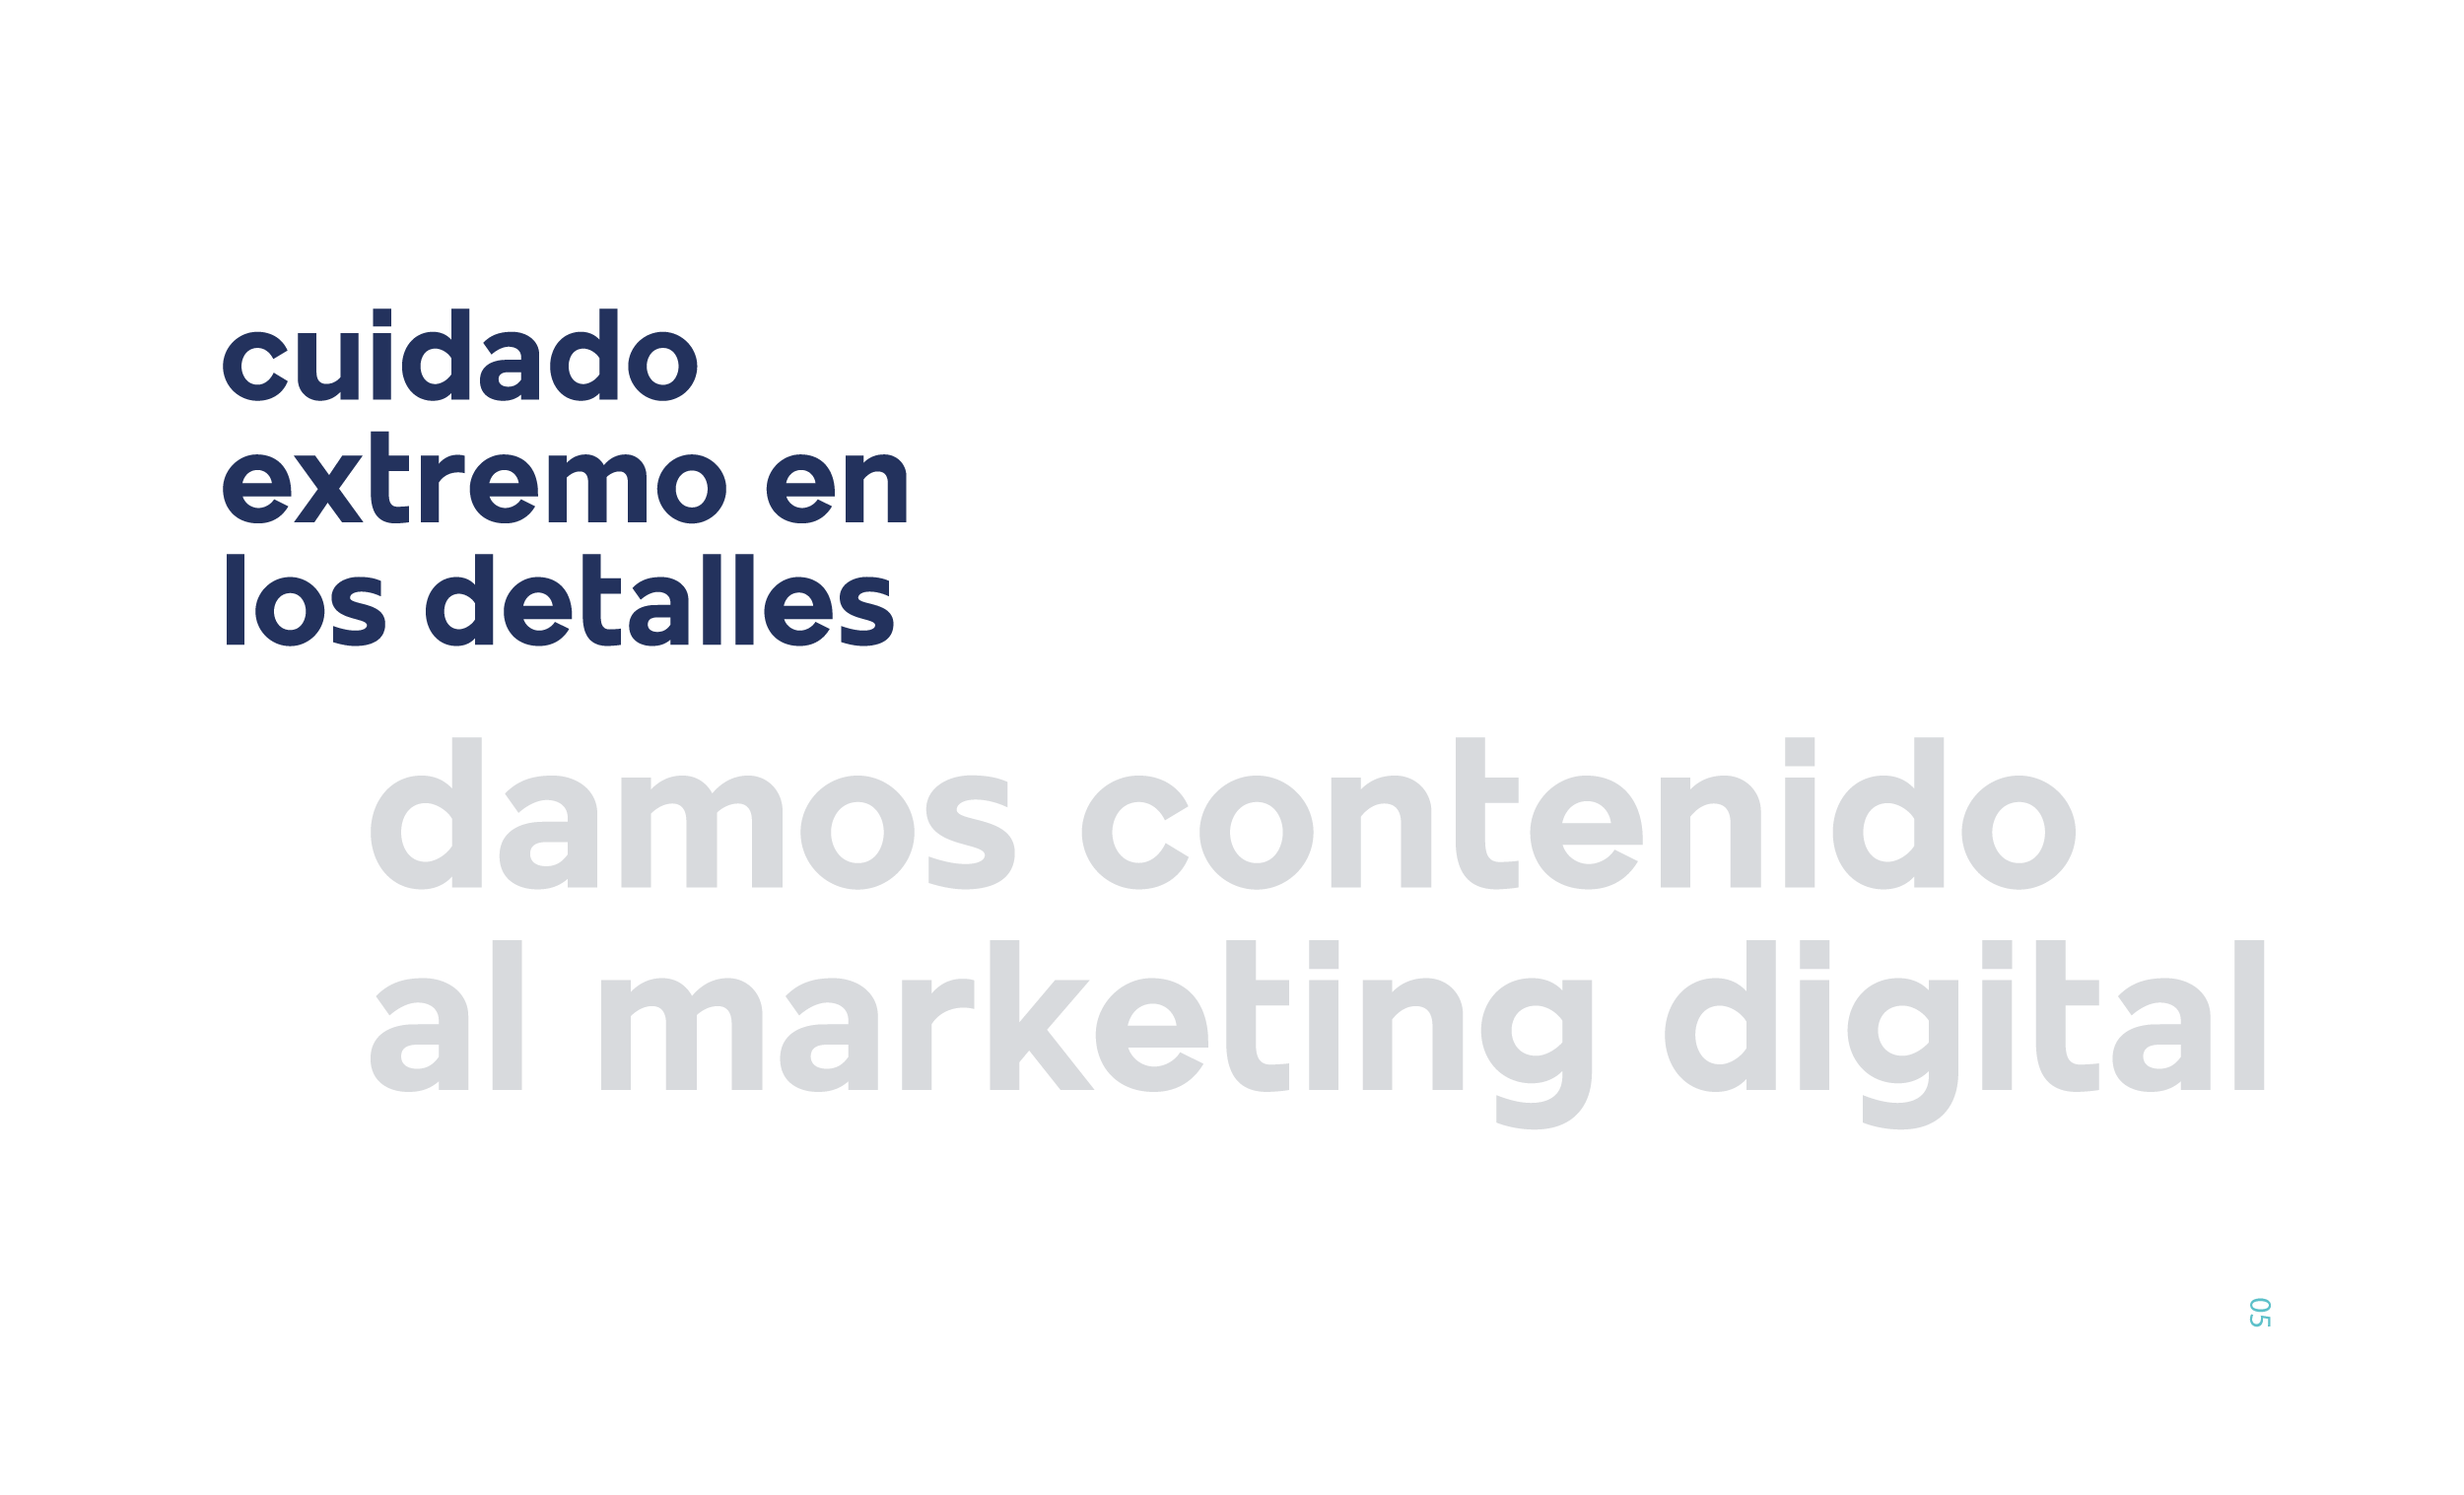 cuidado
extremo en
los detalles
damos contenido
al marketing digital
05